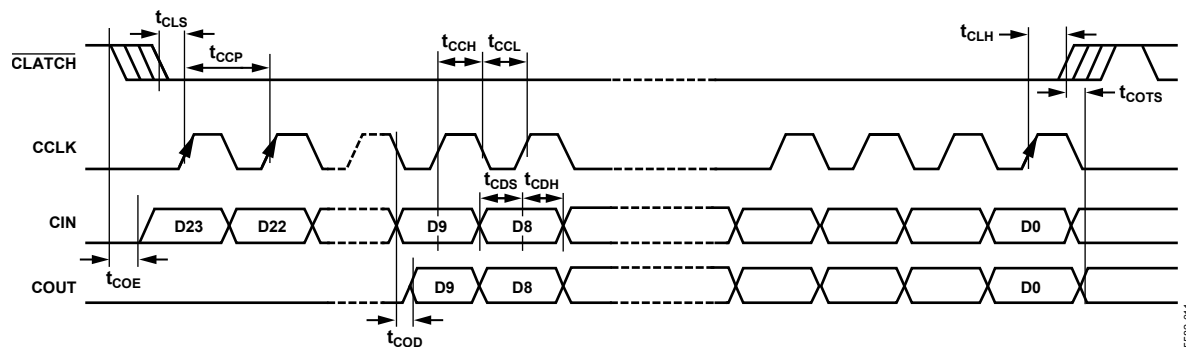 tCLS
tCCP
tCCH
tCCL
tCLH
CLATCH
tCOTS
CCLK
tCDS
tCDH
CIN
D23
D22
D9
D8
D0
tCOE
COUT
D9
D8
D0
tCOD